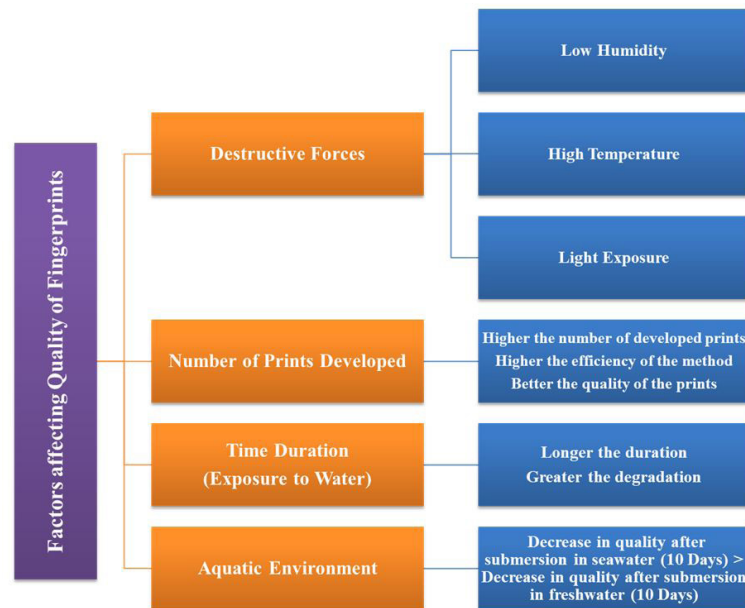 Factors affecting Quality of Fingerprints
Destructive Forces
Low Humidity
High Temperature
Light Exposure
Number of Prints Developed
Higher the number of developed prints
Higher the efficiency of the method
Better the quality of the prints
Time Duration
(Exposure to Water)
Longer the duration
Greater the degradation
Aquatic Environment
Decrease in quality after
submersion in seawater (10 Days) >
Decrease in quality after submersion
in freshwater (10 Days)